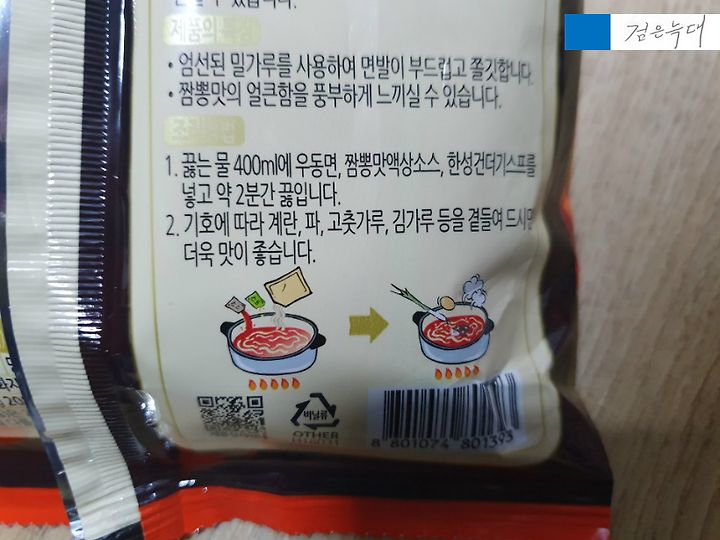 검은늑대
제품의
• 엄선된 밀가루를 사용하여 면발이 부드럽고 쫄깃합니다.
• 짬뽕맛의 얼큰함을 풍부하게 느끼실 수 있습니다.
1. 끓는 물 400ml에 우동면, 짬뽕맛액상소스, 한성건더기스프를
넣고 약 2분간 끓입니다.
2. 기호에 따라 계란, 파, 고춧가루, 김가루 등을 곁들여 드시면
더욱 맛이 좋습니다.
비닐류
OTHER
8 801074 801393